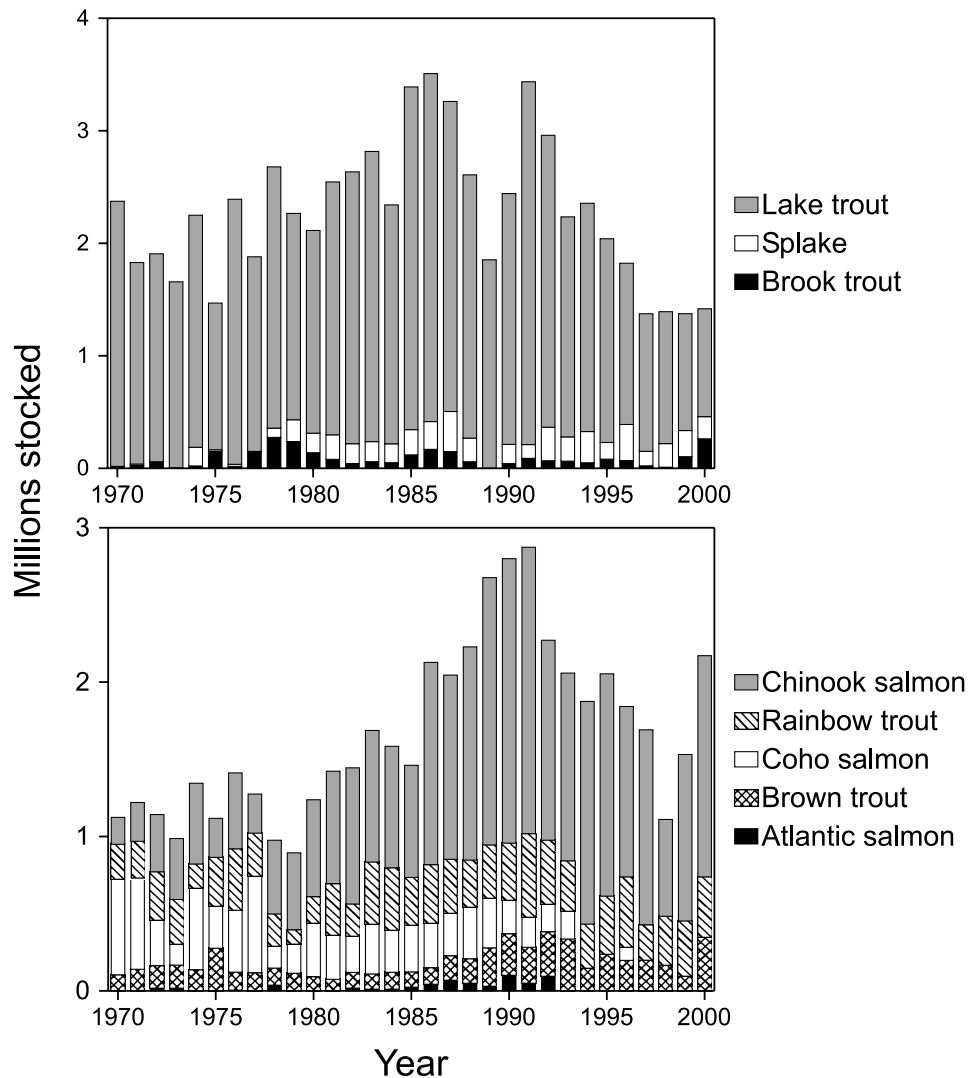 4
3
2
1
0
1970 1975 1980 1985 1990 1995 2000
Lake trout
Splake
Brook trout
Millions stocked
3
2
1
0
1970 1975 1980 1985 1990 1995 2000
Chinook salmon
Rainbow trout
Coho salmon
Brown trout
Atlantic salmon
Year